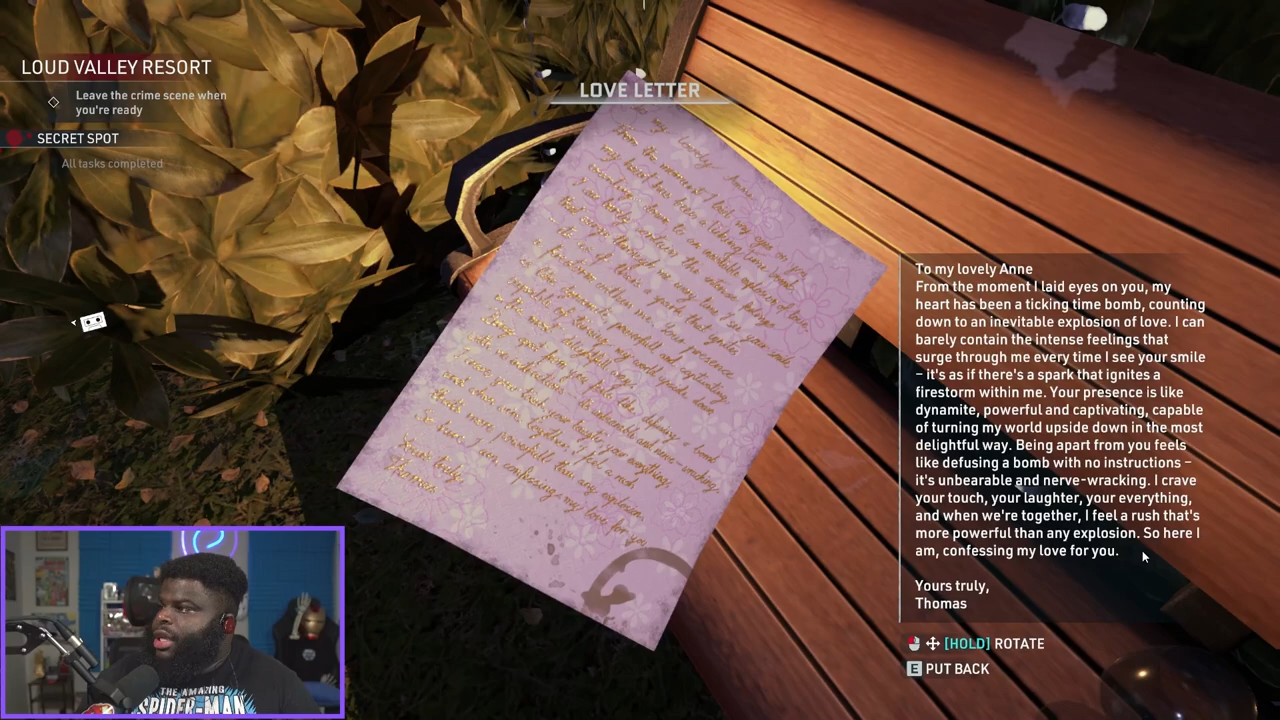 LOUD VALLEY RESORT
Leave the crime scene when
you're ready
SECRET SPOT
All tasks completed
LOVE LETTER
To my lovely Anne
From the moment I laid eyes on you, my
heart has been a ticking time bomb, counting
down to an inevitable explosion of love. I can
barely contain the intense feelings that
surge through me every time I see your smile
– it's as if there's a spark that ignites a
firestorm within me. Your presence is like
dynamite, powerful and captivating, capable
of turning my world upside down in the most
delightful way. Being apart from you feels
like defusing a bomb with no instructions –
it's unbearable and nerve-wracking. I crave
your touch, your laughter, your everything,
and when we're together, I feel a rush that's
more powerful than any explosion. So here I
am, confessing my love for you.
Yours truly,
Thomas
[HOLD] ROTATE
E PUT BACK
THE AMAZING
SPIDER-MAN